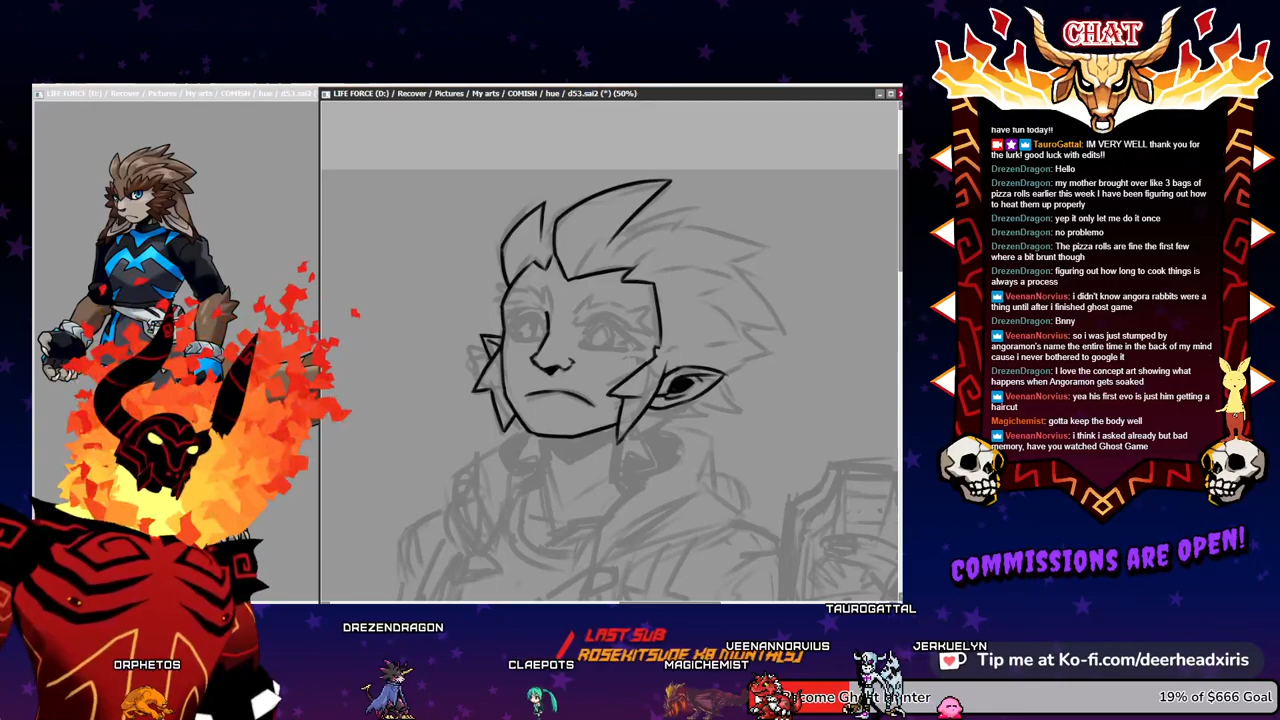 CHAT
LIFE FORCE (D:) / Recover / Pictures / My arts / COMISH / hue / d53.sai2 (
LIFE FORCE (D:) / Recover / Pictures / My arts / COMISH / hue / d53.sai2 (*) (50%)
have fun today!!
TauroGattal: IM VERY WELL thank you for
the lurk! good luck with edits!!
DrezenDragon: Hello
DrezenDragon: my mother brought over like 3 bags of
pizza rolls earlier this week I have been figuring out how
to heat them up properly
DrezenDragon: yep it only let me do it once
DrezenDragon: no problemo
DrezenDragon: The pizza rolls are fine the first few
where a bit brunt though
DrezenDragon: figuring out how long to cook things is
always a process
VeenanNorvius: i didn't know angora rabbits were a
thing until after i finished ghost game
DrezenDragon: Bnny
VeenanNorvius: so i was just stumped by
angoramon's name the entire time in the back of my mind
cause i never bothered to google it
DrezenDragon: I love the concept art showing what
happens when Angoramon gets soaked
VeenanNorvius: yea his first evo is just him getting a
haircut
Magichemist: gotta keep the body well
VeenanNorvius: i think i asked already but bad
memory, have you watched Ghost Game
COMMISSIONS ARE OPEN!
TAUROGATTAL
DREZENDRAGON
LAST SUB
ROSEKITSUNE X8 MONTHS)
VEENANNORVIUS
JERKUELYN
ORPHETOS
CLAEPOTS
MAGICHEMIST
Tip me at Ko-fi.com/deerheadxiris
19% of $666 Goal